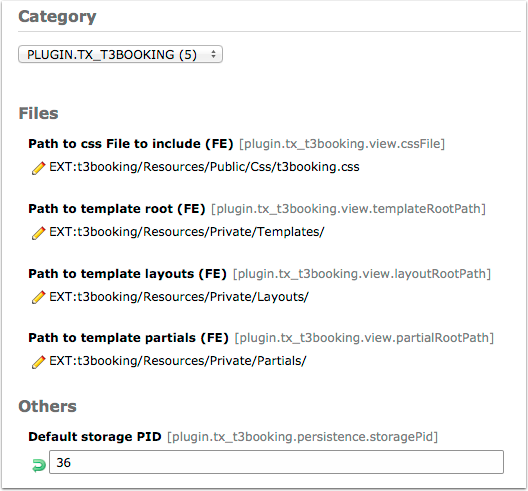 Category
PLUGIN.TX_T3BOOKING (5)
Files
Path to css File to include (FE) [plugin.tx_t3booking.view.cssFile]
EXT:t3booking/Resources/Public/Css/t3booking.css
Path to template root (FE) [plugin.tx_t3booking.view.templateRootPath]
EXT:t3booking/Resources/Private/Templates/
Path to template layouts (FE) [plugin.tx_t3booking.view.layoutRootPath]
EXT:t3booking/Resources/Private/Layouts/
Path to template partials (FE) [plugin.tx_t3booking.view.partialRootPath]
EXT:t3booking/Resources/Private/Partials/
Others
Default storage PID [plugin.tx_t3booking.persistence.storagePid]
36